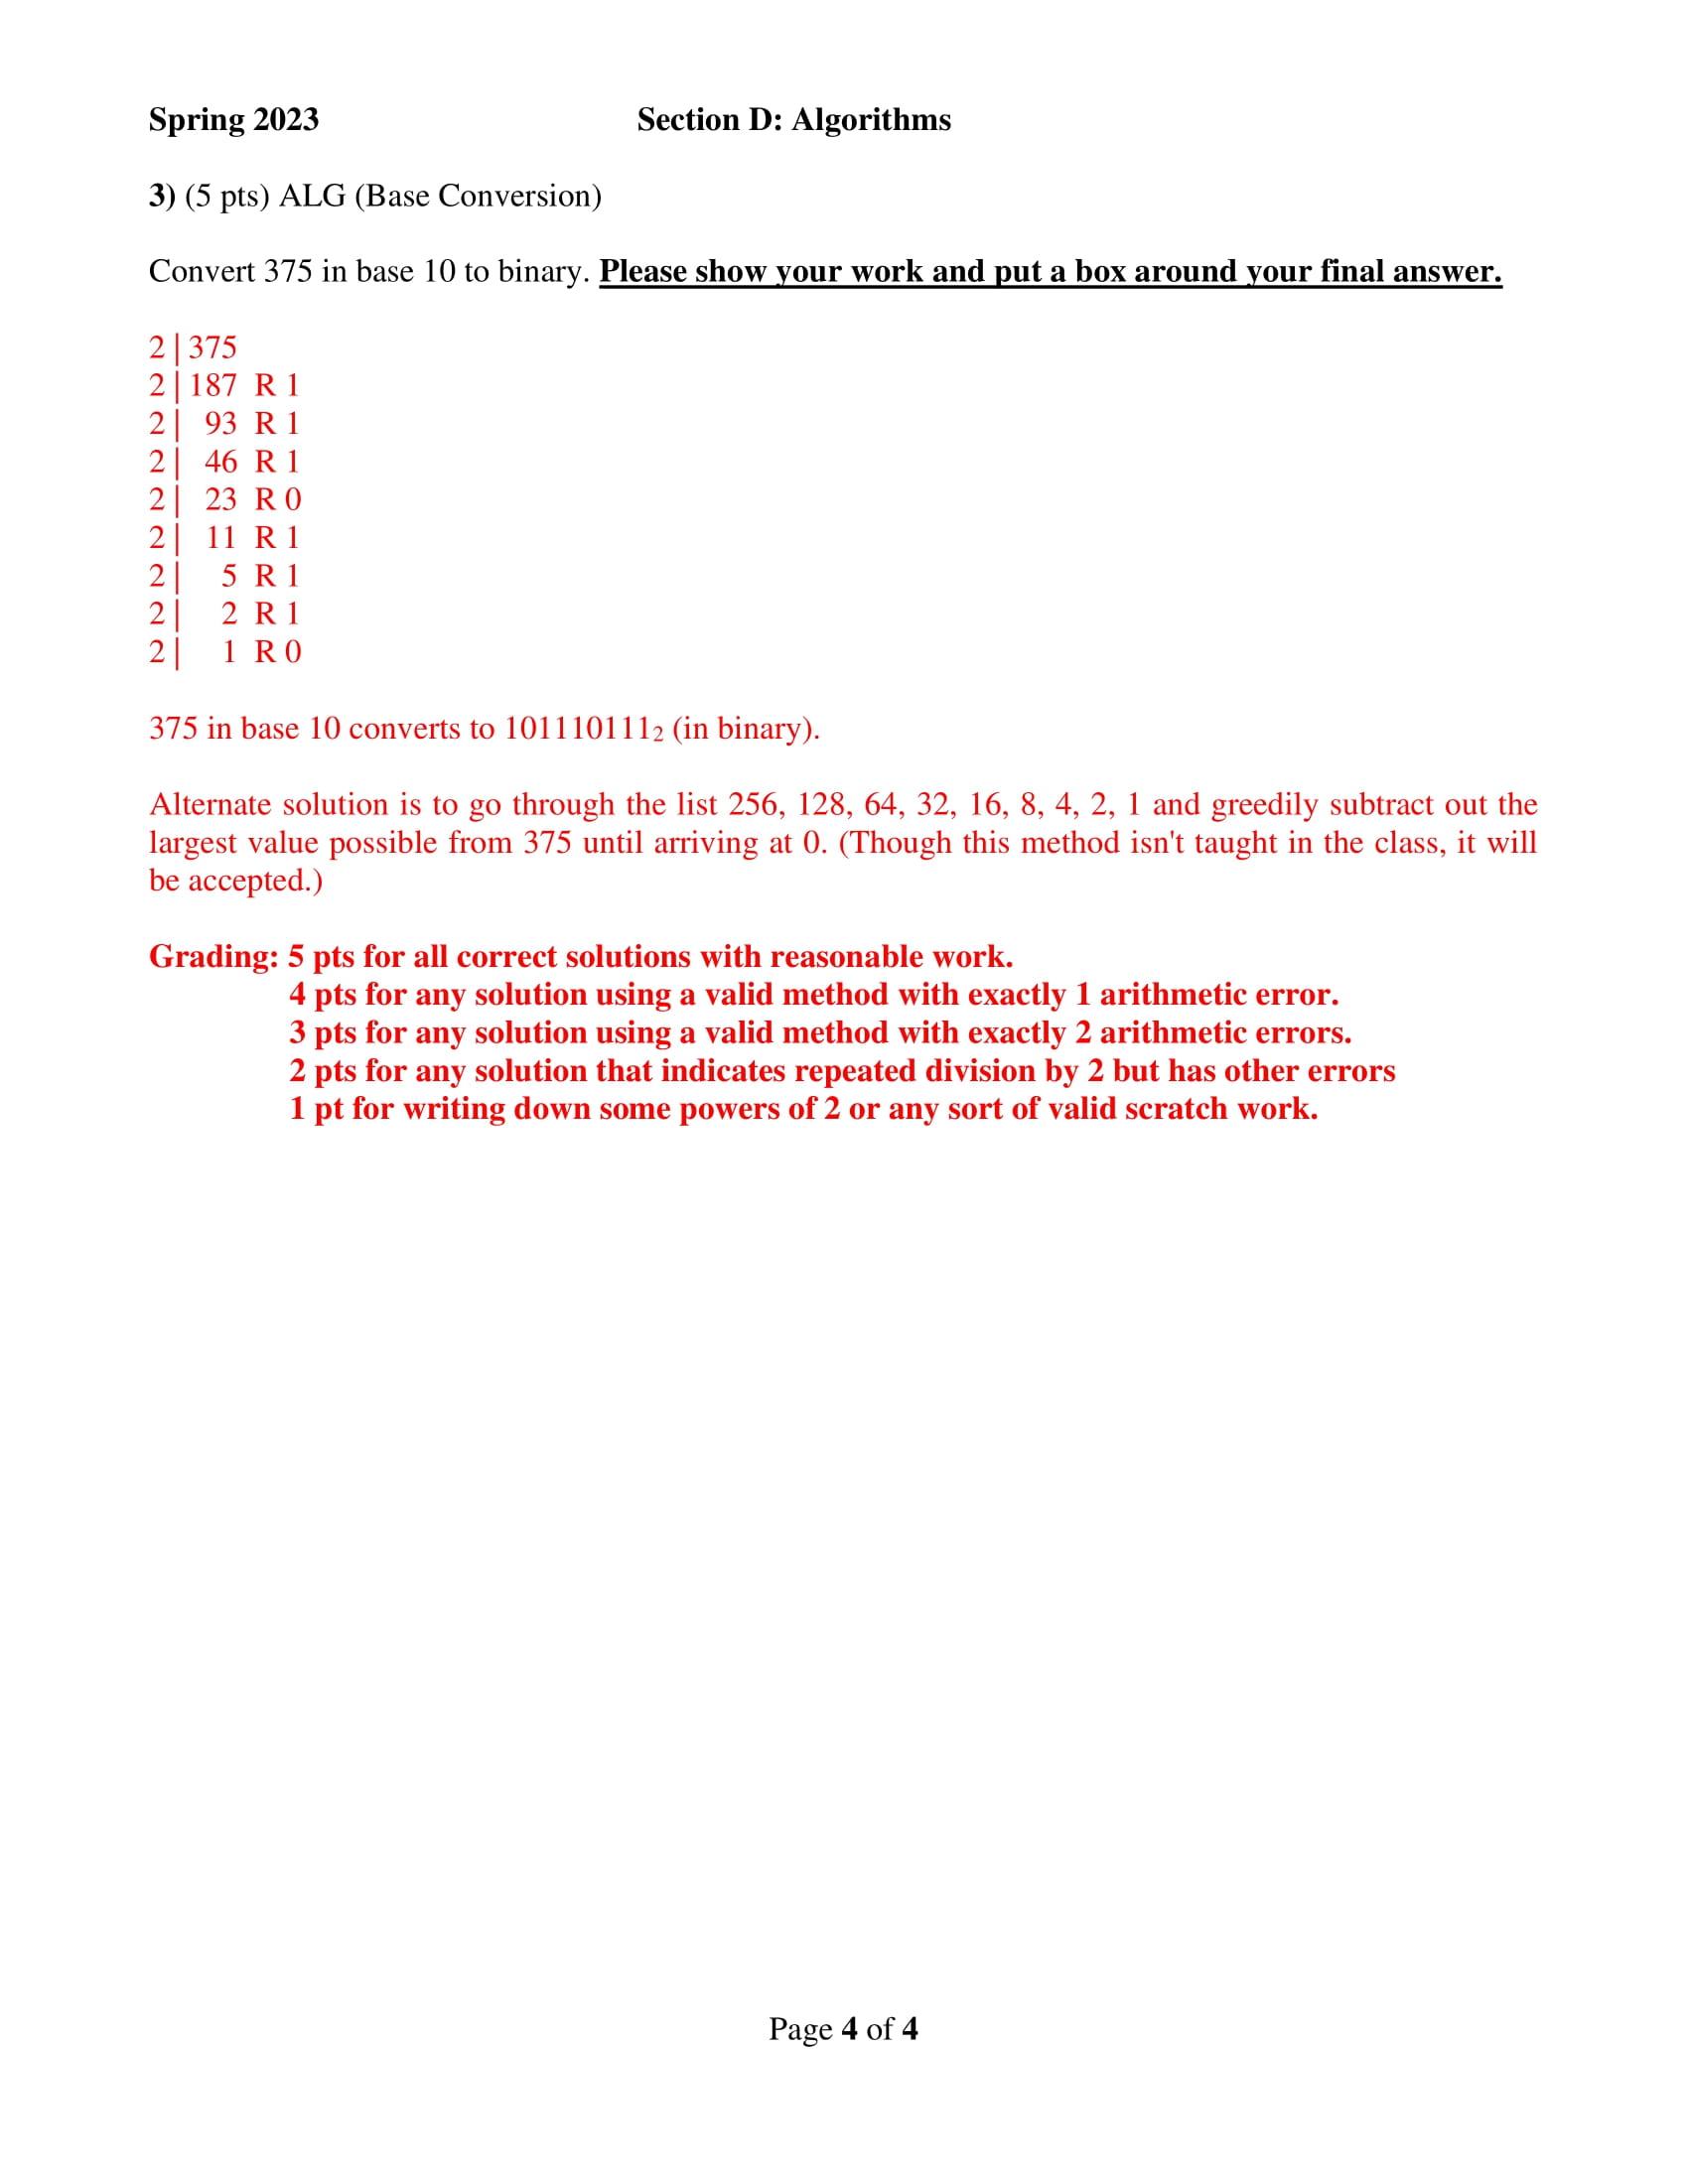 Spring 2023 Section D: Algorithms
3) (5 pts) ALG (Base Conversion)
Convert 375 in base 10 to binary. Please show your work and put a box around your final answer.
2 | 375
2 | 187 R 1
2 | 93 R 1
2 | 46 R 1
2 | 23 R 0
2 | 11 R 1
2 | 5 R 1
2 | 2 R 1
2 | 1 R 0
375 in base 10 converts to 101110111₂ (in binary).
Alternate solution is to go through the list 256, 128, 64, 32, 16, 8, 4, 2, 1 and greedily subtract out the
largest value possible from 375 until arriving at 0. (Though this method isn't taught in the class, it will
be accepted.)
Grading: 5 pts for all correct solutions with reasonable work.
4 pts for any solution using a valid method with exactly 1 arithmetic error.
3 pts for any solution using a valid method with exactly 2 arithmetic errors.
2 pts for any solution that indicates repeated division by 2 but has other errors
1 pt for writing down some powers of 2 or any sort of valid scratch work.
Page 4 of 4